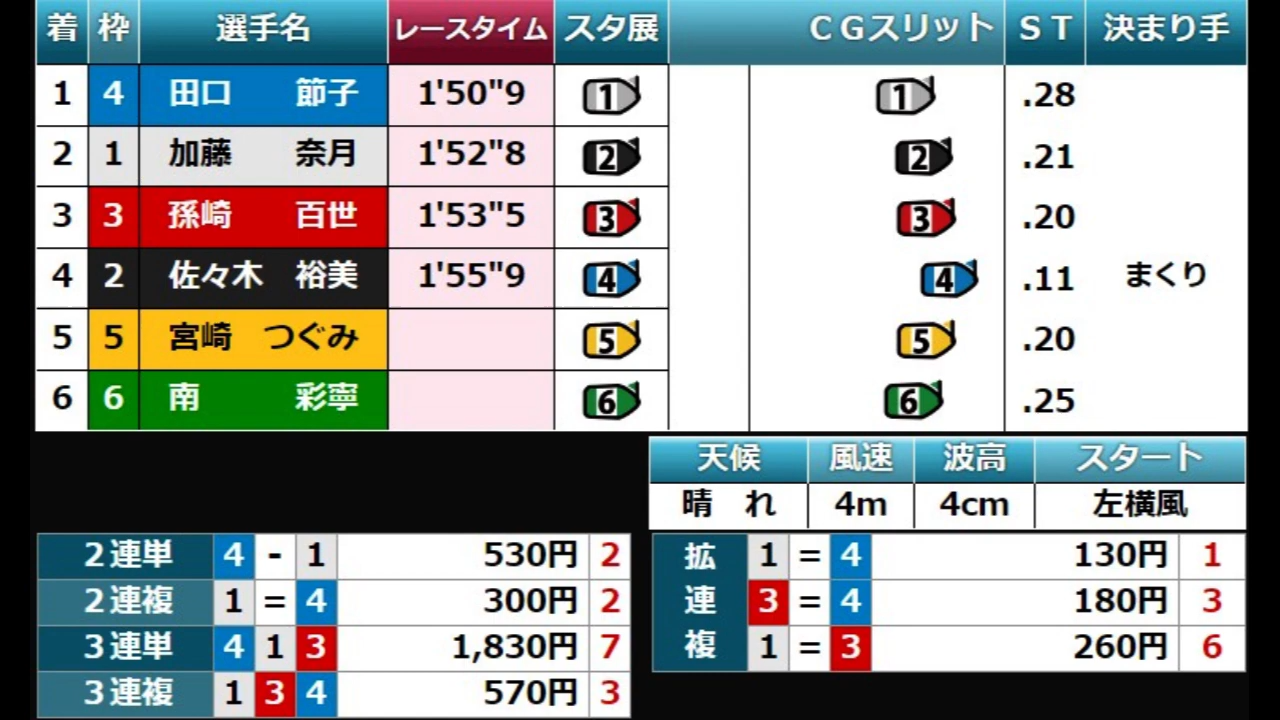 着 枠 選手名 レースタイム スタ展 CGスリット ST 決まり手
1 4 田口 節子 1'50"9 1 1 .28
2 1 加藤 奈月 1'52"8 2 2 .21
3 3 孫崎 百世 1'53"5 3 3 .20
4 2 佐々木 裕美 1'55"9 4 4 .11 まくり
5 5 宮崎 つぐみ 5 5 .20
6 6 南 彩寧 6 6 .25
天候 風速 波高 スタート
晴 れ 4m 4cm 左横風
2連単 4 - 1 530円 2
2連複 1 = 4 300円 2
3連単 4 1 3 1,830円 7
3連複 1 3 4 570円 3
拡 1 = 4 130円 1
連 3 = 4 180円 3
複 1 = 3 260円 6